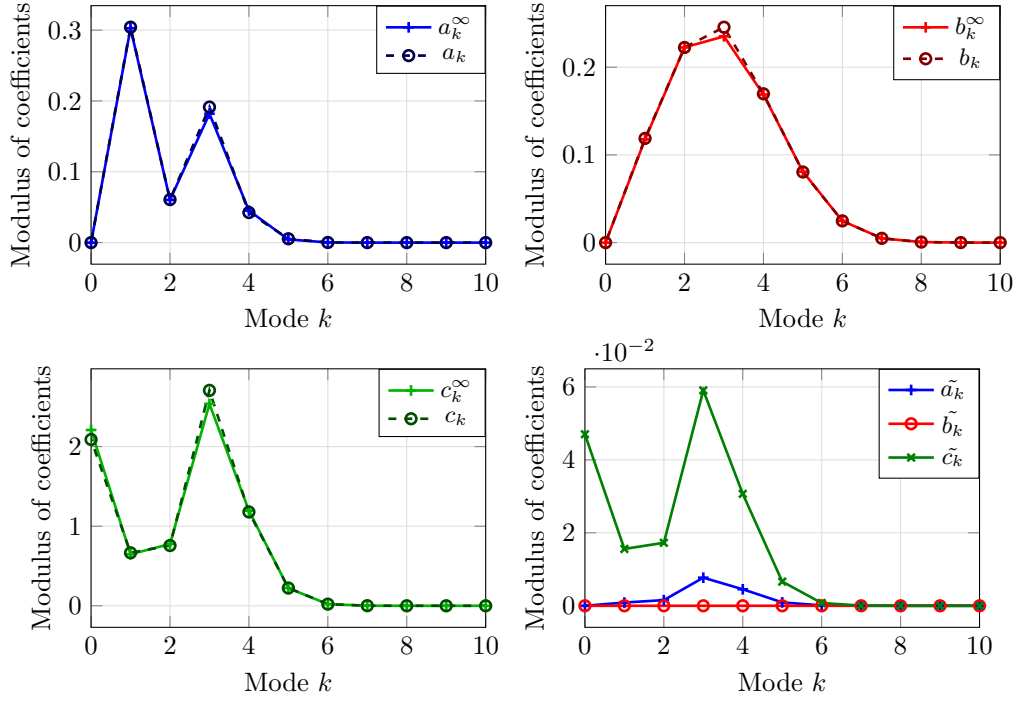 Modulus of coefficients
0.3
0.2
0.1
0
0 2 4 6 8 10
Mode k
a_k^∞
a_k
Modulus of coefficients
0.2
0.1
0
0 2 4 6 8 10
Mode k
b_k^∞
b_k
Modulus of coefficients
2
1
0
0 2 4 6 8 10
Mode k
c_k^∞
c_k
·10^−2
Modulus of coefficients
6
4
2
0
0 2 4 6 8 10
Mode k
ã_k
b̃_k
c̃_k